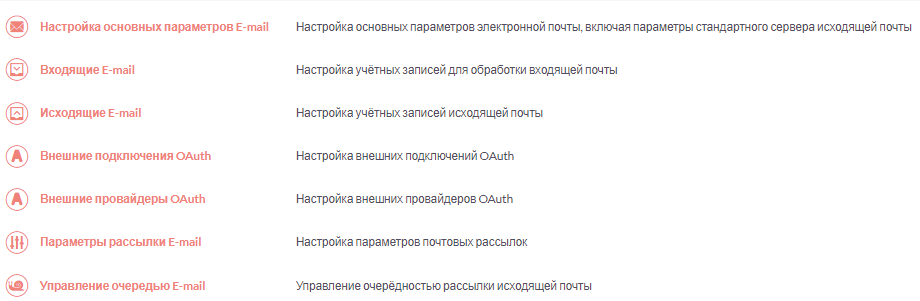 Настройка основных параметров E-mail Настройка основных параметров электронной почты, включая параметры стандартного сервера исходящей почты
Входящие E-mail Настройка учётных записей для обработки входящей почты
Исходящие E-mail Настройка учётных записей исходящей почты
Внешние подключения OAuth Настройка внешних подключений OAuth
Внешние провайдеры OAuth Настройка внешних провайдеров OAuth
Параметры рассылки E-mail Настройка параметров почтовых рассылок
Управление очередью E-mail Управление очерёдностью рассылки исходящей почты